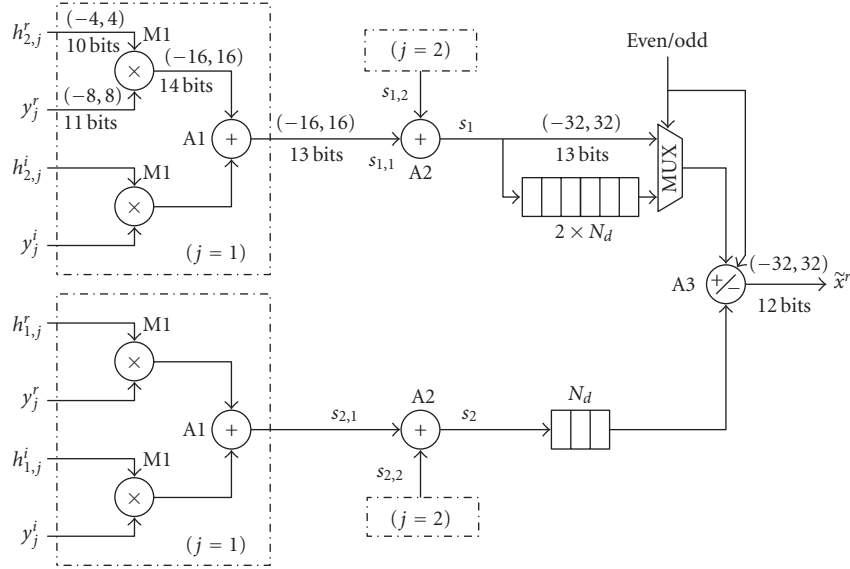 h^r_{2,j} (−4, 4) M1
10 bits
(−16, 16)
×
14 bits
y^r_j (−8, 8)
11 bits
A1 +
(−16, 16)
13 bits
s_{1,1}
h^i_{2,j} M1
×
y^i_j
(j = 1)
(j = 2)
s_{1,2}
+
A2
s_1
(−32, 32)
13 bits
2 × N_d
Even/odd
MUX
A3 +/−
(−32, 32)
12 bits
x̃^r
h^r_{1,j} M1
×
y^r_j
A1 +
s_{2,1}
h^i_{1,j} M1
×
y^i_j
(j = 1)
A2
+
s_2
s_{2,2}
(j = 2)
N_d